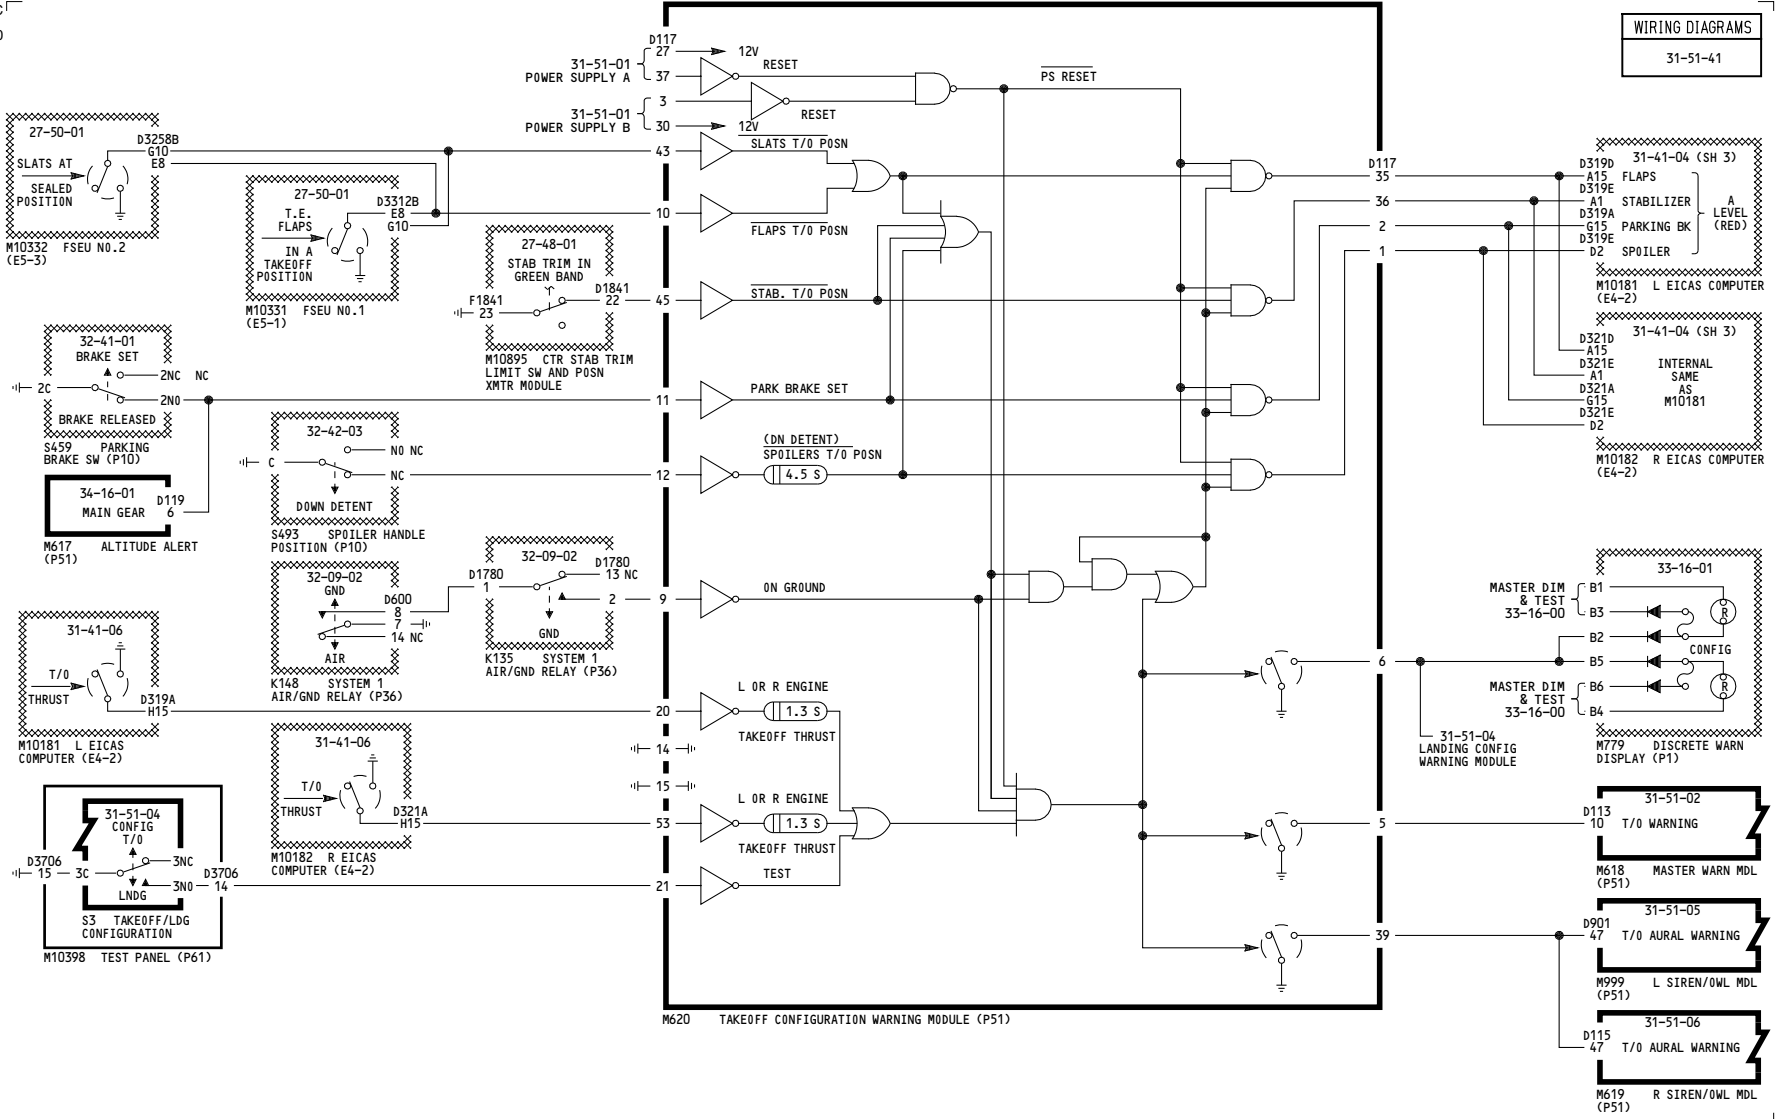 C
WIRING DIAGRAMS
31-51-41
D117
27
12V
31-51-01
POWER SUPPLY A
37
RESET
PS RESET
3
31-51-01
POWER SUPPLY B
RESET
30
12V
27-50-01
D3258B
G10
E8
SLATS AT
SEALED
POSITION
M10332 FSEU NO.2
(E5-3)
43
SLATS T/O POSN
27-50-01
T.E.
FLAPS
IN A
TAKEOFF
POSITION
D3312B
E8
G10
M10331 FSEU NO.1
(E5-1)
10
FLAPS T/O POSN
27-48-01
STAB TRIM IN
GREEN BAND
F1841
23
D1841
22
M10895 CTR STAB TRIM
LIMIT SW AND POSN
XMTR MODULE
45
STAB. T/O POSN
32-41-01
BRAKE SET
2NC NC
2C
2NO
BRAKE RELEASED
S459 PARKING
BRAKE SW (P10)
11
PARK BRAKE SET
34-16-01
MAIN GEAR
D119
6
M617 ALTITUDE ALERT
(P51)
32-42-03
NO NC
C
NC
DOWN DETENT
S493 SPOILER HANDLE
POSITION (P10)
12
(DN DETENT)
SPOILERS T/O POSN
4.5 S
32-09-02
GND
D600
8
7
14 NC
AIR
K148 SYSTEM 1
AIR/GND RELAY (P36)
32-09-02
D1780
1
D1780
13 NC
2
GND
K135 SYSTEM 1
AIR/GND RELAY (P36)
9
ON GROUND
31-41-06
T/O
THRUST
D319A
H15
M10181 L EICAS
COMPUTER (E4-2)
20
L OR R ENGINE
1.3 S
TAKEOFF THRUST
14
15
31-41-06
T/O
THRUST
D321A
H15
M10182 R EICAS
COMPUTER (E4-2)
53
L OR R ENGINE
1.3 S
TAKEOFF THRUST
31-51-04
CONFIG
T/O
D3706
15
3C
3NC
3NO
D3706
14
LNDG
S3 TAKEOFF/LDG
CONFIGURATION
M10398 TEST PANEL (P61)
21
TEST
M620 TAKEOFF CONFIGURATION WARNING MODULE (P51)
D117
35
36
2
1
31-41-04 (SH 3)
D319D
A15 FLAPS
D319E
A1 STABILIZER
D319A
G15 PARKING BK
D319E
D2 SPOILER
A
LEVEL
(RED)
M10181 L EICAS COMPUTER
(E4-2)
31-41-04 (SH 3)
D321D
A15
D321E
A1
D321A
G15
D321E
D2
INTERNAL
SAME
AS
M10181
M10182 R EICAS COMPUTER
(E4-2)
33-16-01
MASTER DIM
& TEST
33-16-00
B1
B3
R
B2
CONFIG
6
B5
MASTER DIM
& TEST
33-16-00
B6
B4
R
31-51-04
LANDING CONFIG
WARNING MODULE
M779 DISCRETE WARN
DISPLAY (P1)
5
31-51-02
D113
10 T/O WARNING
M618 MASTER WARN MDL
(P51)
39
31-51-05
D901
47 T/O AURAL WARNING
M999 L SIREN/OWL MDL
(P51)
31-51-06
D115
47 T/O AURAL WARNING
M619 R SIREN/OWL MDL
(P51)